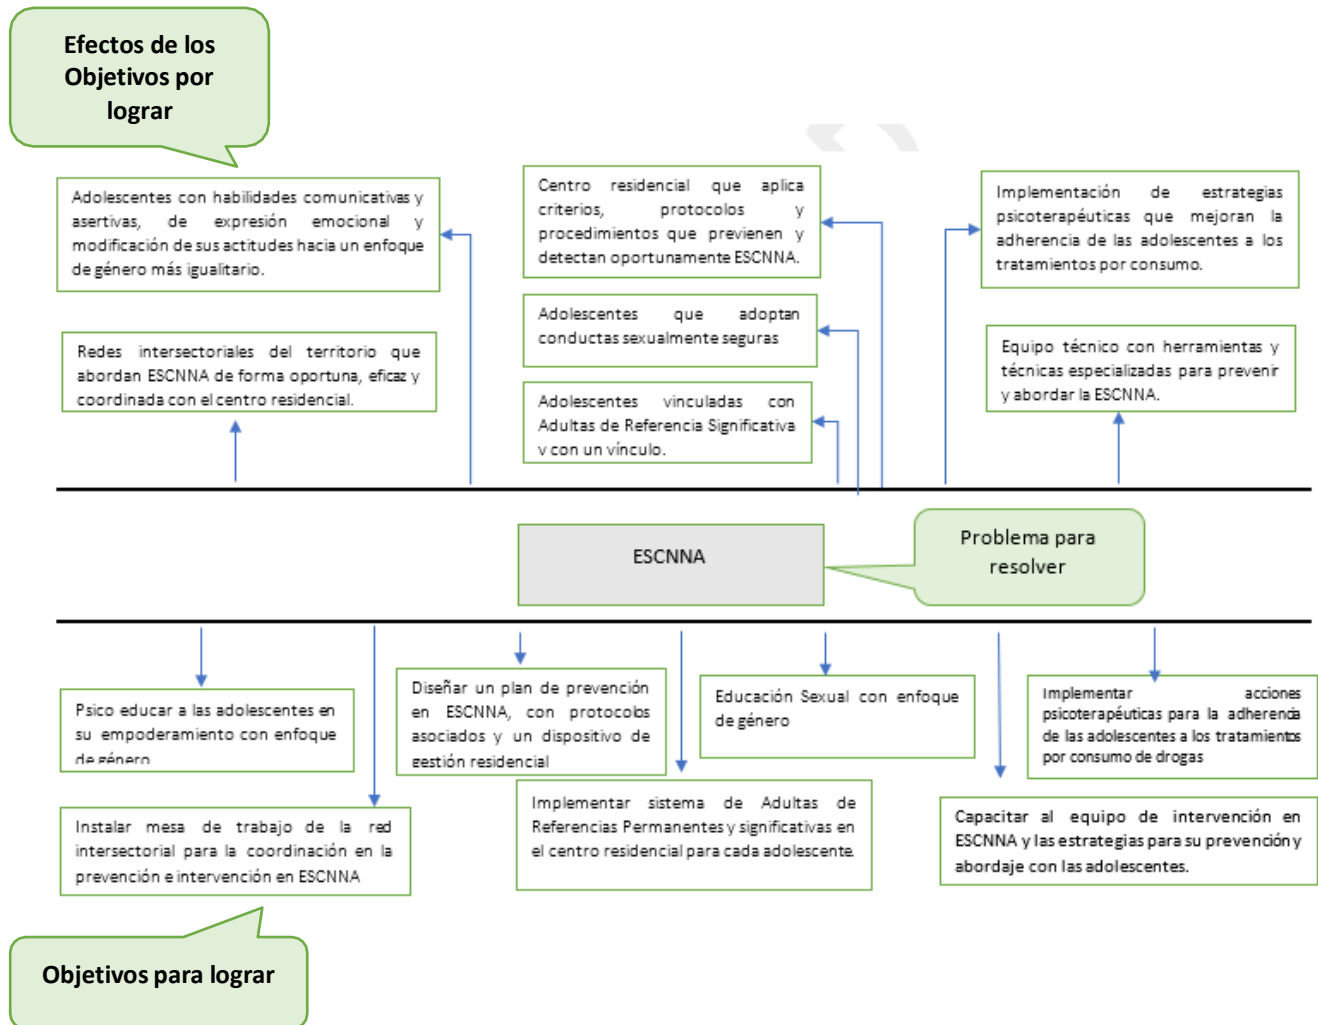 Efectos de los
Objetivos por
lograr
Adolescentes con habilidades comunicativas y
asertivas, de expresión emocional y
modificación de sus actitudes hacia un enfoque
de género más igualitario.
Centro residencial que aplica
criterios, protocolos y
procedimientos que previenen y
detectan oportunamente ESCNNA.
Implementación de estrategias
psicoterapéuticas que mejoran la
adherencia de las adolescentes a los
tratamientos por consumo.
Redes intersectoriales del territorio que
abordan ESCNNA de forma oportuna, eficaz y
coordinada con el centro residencial.
Adolescentes que adoptan
conductas sexualmente seguras
Equipo técnico con herramientas y
técnicas especializadas para prevenir
y abordar la ESCNNA.
Adolescentes vinculadas con
Adultas de Referencia Significativa
y con un vínculo.
ESCNNA
Problema para
resolver
Psico educar a las adolescentes en
su empoderamiento con enfoque
de género
Diseñar un plan de prevención
en ESCNNA, con protocolos
asociados y un dispositivo de
gestión residencial
Educación Sexual con enfoque
de género
Implementar acciones
psicoterapéuticas para la adherencia
de las adolescentes a los tratamientos
por consumo de drogas
Instalar mesa de trabajo de la red
intersectorial para la coordinación en la
prevención e intervención en ESCNNA
Implementar sistema de Adultas de
Referencias Permanentes y significativas en
el centro residencial para cada adolescente.
Capacitar al equipo de intervención en
ESCNNA y las estrategias para su prevención y
abordaje con las adolescentes.
Objetivos para lograr